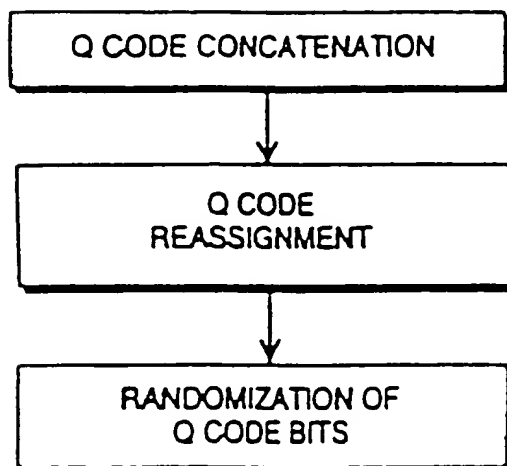 Q CODE CONCATENATION
Q CODE
REASSIGNMENT
RANDOMIZATION OF
Q CODE BITS